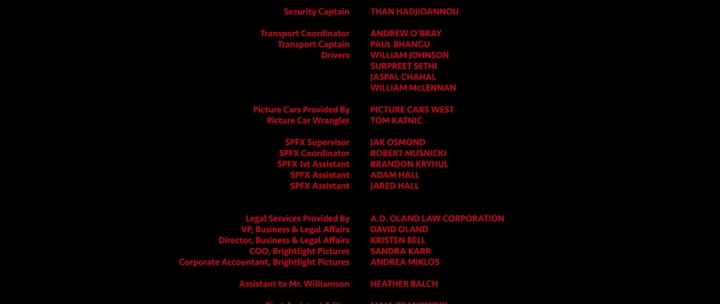 Security Captain THAN HADJIOANNOU
Transport Coordinator ANDREW O'BRAY
Transport Captain PAUL BHANGU
Drivers WILLIAM JOHNSON
SURPREET SETHI
JASPAL CHAHAL
WILLIAM McLENNAN
Picture Cars Provided By PICTURE CARS WEST
Picture Car Wrangler TOM KATNIC
SPFX Supervisor JAK OSMOND
SPFX Coordinator ROBERT MUSNICKI
SPFX 1st Assistant BRANDON KRYHUL
SPFX Assistant ADAM HALL
SPFX Assistant JARED HALL
Legal Services Provided By A.D. OLAND LAW CORPORATION
VP, Business & Legal Affairs DAVID OLAND
Director, Business & Legal Affairs KRISTEN BELL
COO, Brightlight Pictures SANDRA KARR
Corporate Accountant, Brightlight Pictures ANDREA MIKLOS
Assistant to Mr. Williamson HEATHER BALCH